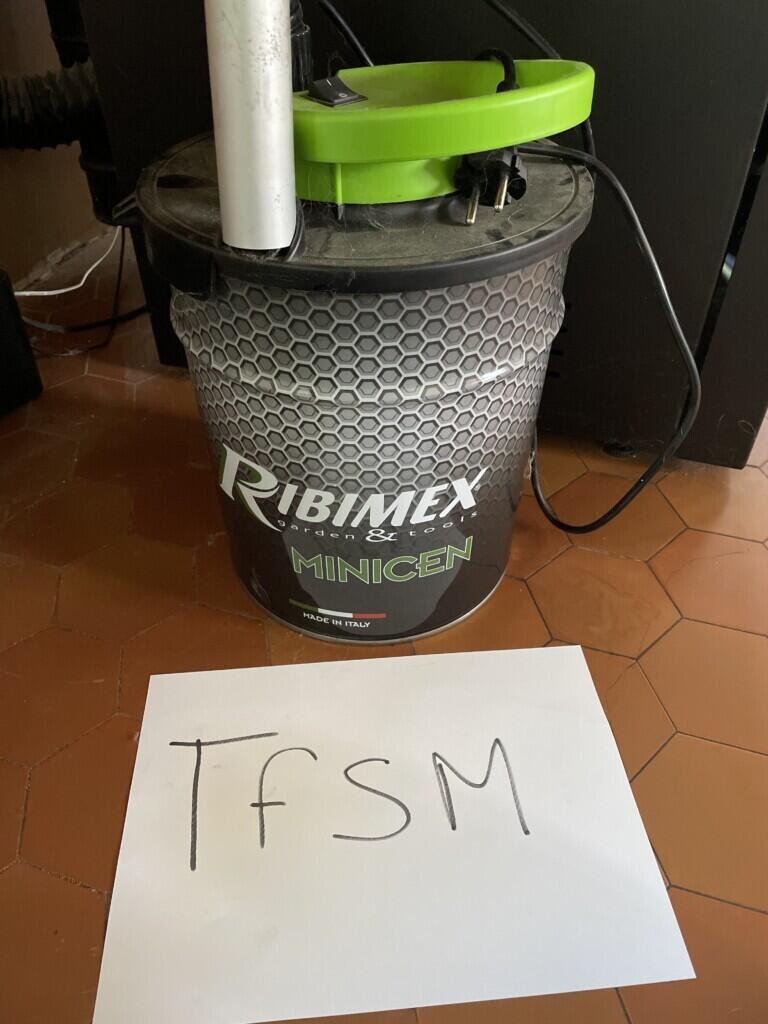 RIBIMEX
garden & tools
MINICEN
MADE IN ITALY
TfSM